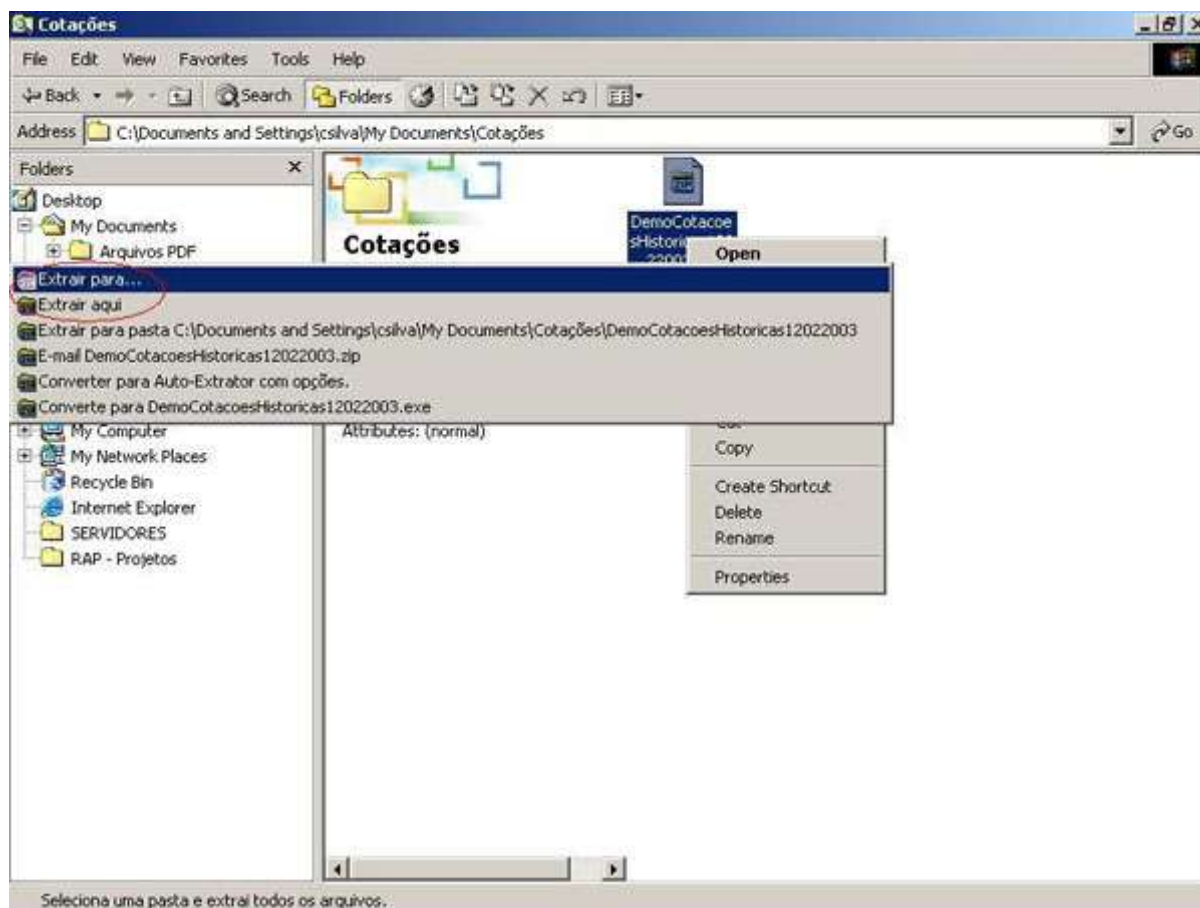 Cotações
File Edit View Favorites Tools Help
Back Search Folders
Address C:\Documents and Settings\csilva\My Documents\Cotações Go
Folders
Desktop
My Documents
Arquivos PDF
Cotações
DemoCotacoe
Open
Extrair para...
Extrair aqui
Extrair para pasta C:\Documents and Settings\csilva\My Documents\Cotações\DemoCotacoesHistoricas12022003
E-mail DemoCotacoesHistoricas12022003.zip
Converter para Auto-Extrator com opções.
Converte para DemoCotacoesHistoricas12022003.exe
My Computer
My Network Places
Recycle Bin
Internet Explorer
SERVIDORES
RAP - Projetos
Attributes: (normal)
Copy
Create Shortcut
Delete
Rename
Properties
Seleciona uma pasta e extrai todos os arquivos.